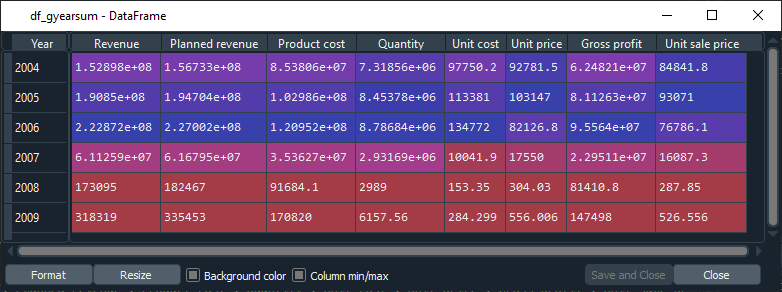 df_gyearsum - DataFrame
Year Revenue Planned revenue Product cost Quantity Unit cost Unit price Gross profit Unit sale price
2004 1.52898e+08 1.56733e+08 8.53806e+07 7.31856e+06 97750.2 92781.5 6.24821e+07 84841.8
2005 1.9085e+08 1.94704e+08 1.02986e+08 8.45378e+06 113381 103147 8.11263e+07 93071
2006 2.22872e+08 2.27002e+08 1.20952e+08 8.78684e+06 134772 82126.8 9.5564e+07 76786.1
2007 6.11259e+07 6.16795e+07 3.53627e+07 2.93169e+06 10041.9 17550 2.29511e+07 16087.3
2008 173095 182467 91684.1 2989 153.35 304.03 81410.8 287.85
2009 318319 335453 170820 6157.56 284.299 556.006 147498 526.556
Format Resize Background color Column min/max Save and Close Close